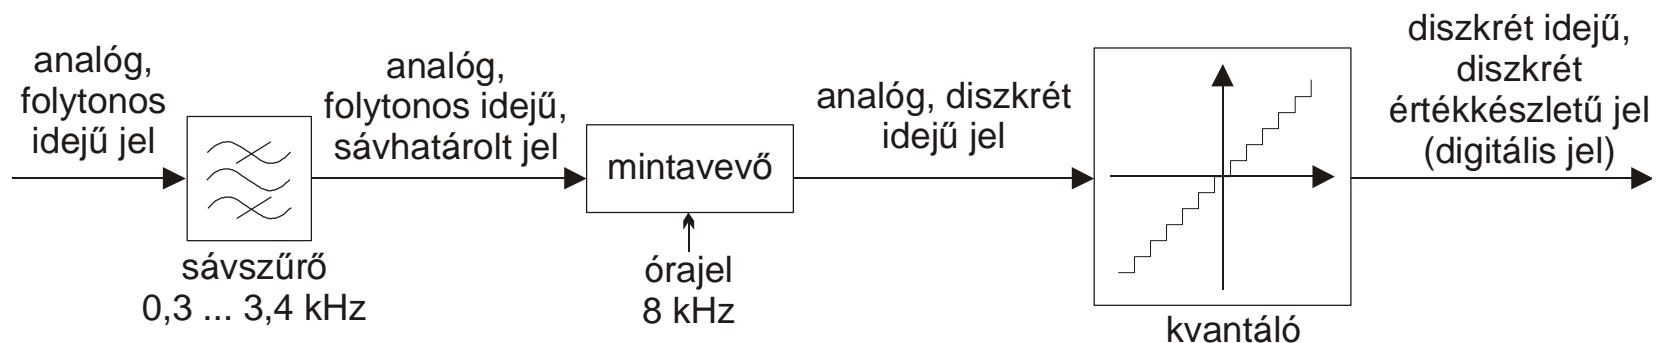 analóg,
folytonos
idejű jel
sávszűrő
0,3 ... 3,4 kHz
analóg,
folytonos idejű,
sávhatárolt jel
mintavevő
órajel
8 kHz
analóg, diszkrét
idejű jel
kvantáló
diszkrét idejű,
diszkrét
értékkészletű jel
(digitális jel)